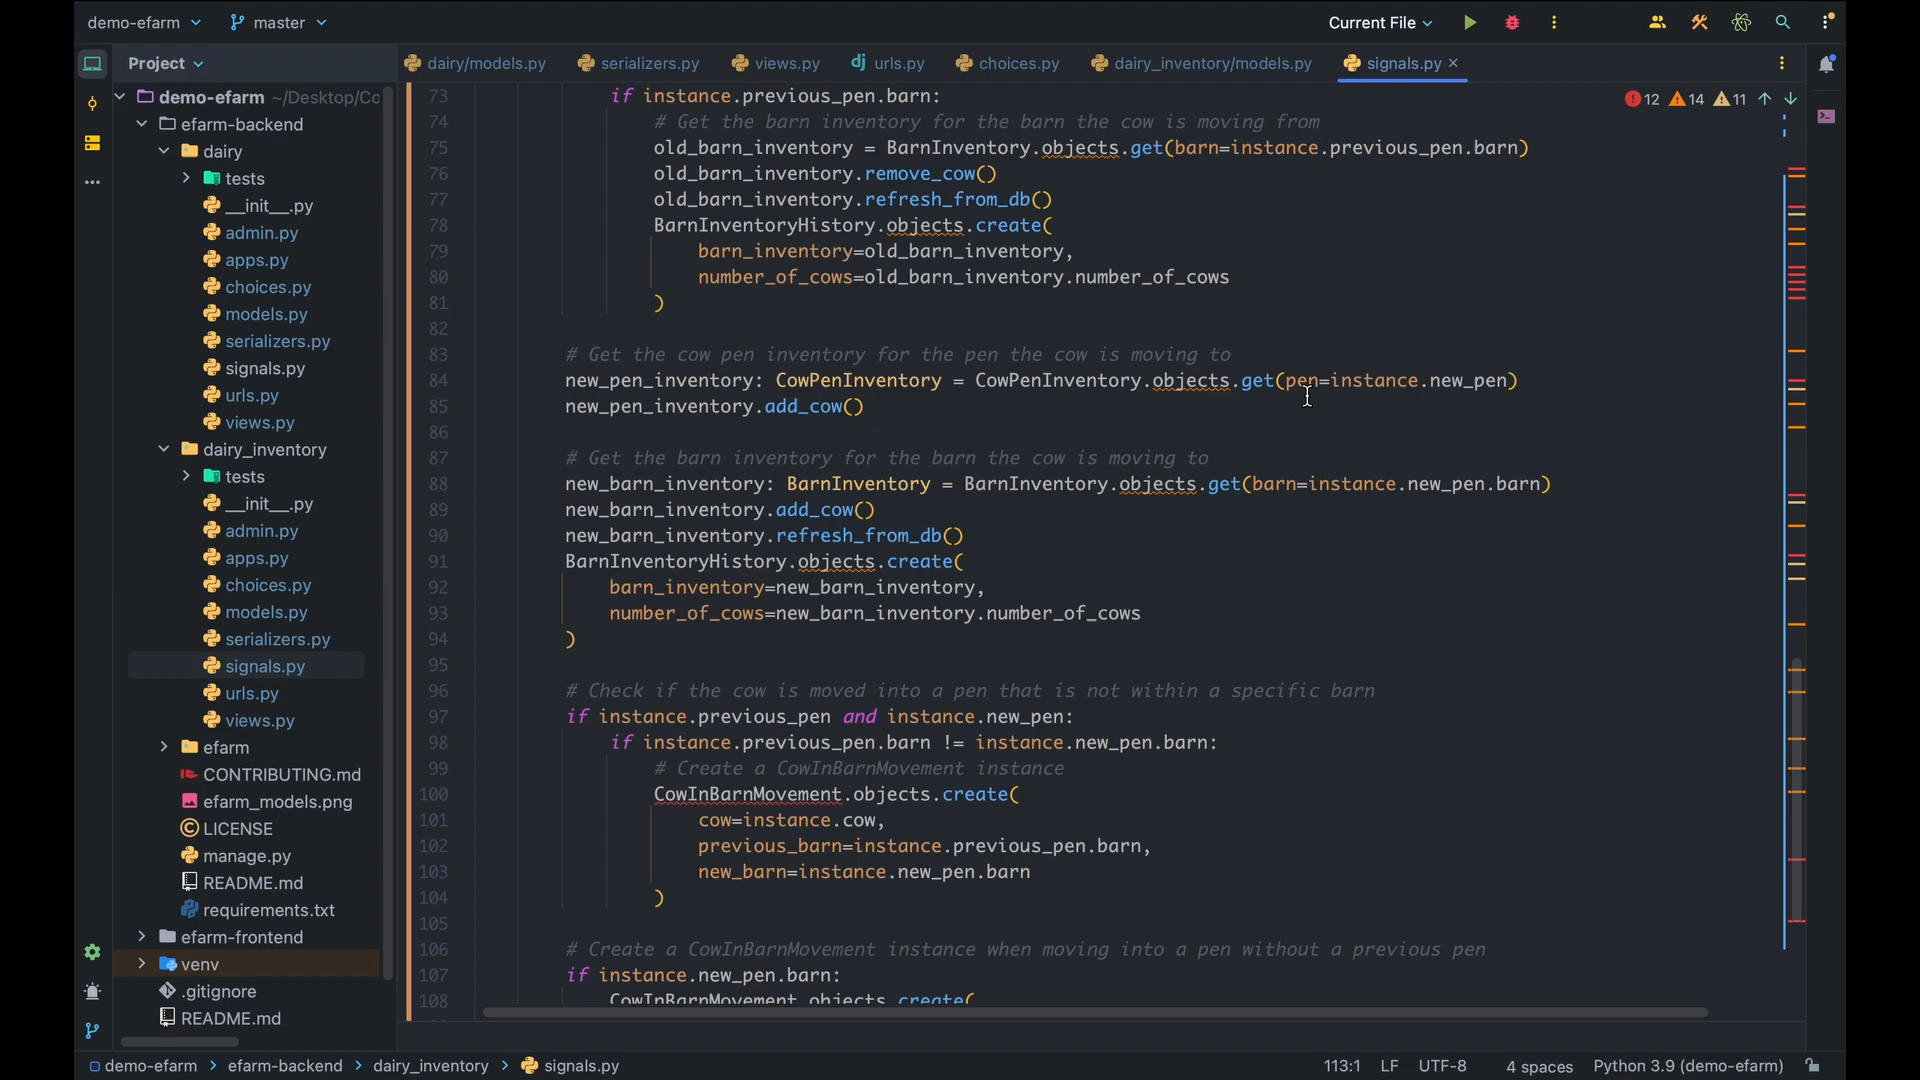 demo-efarm master Current File
Project
dairy/models.py serializers.py views.py dj urls.py choices.py dairy_inventory/models.py signals.py
demo-efarm ~/Desktop/Cc
efarm-backend
dairy
tests
__init__.py
admin.py
apps.py
choices.py
models.py
serializers.py
signals.py
urls.py
views.py
dairy_inventory
tests
__init__.py
admin.py
apps.py
choices.py
models.py
serializers.py
signals.py
urls.py
views.py
efarm
CONTRIBUTING.md
efarm_models.png
LICENSE
manage.py
README.md
requirements.txt
efarm-frontend
venv
.gitignore
README.md
12 14 11
73 if instance.previous_pen.barn:
74 # Get the barn inventory for the barn the cow is moving from
75 old_barn_inventory = BarnInventory.objects.get(barn=instance.previous_pen.barn)
76 old_barn_inventory.remove_cow()
77 old_barn_inventory.refresh_from_db()
78 BarnInventoryHistory.objects.create(
79 barn_inventory=old_barn_inventory,
80 number_of_cows=old_barn_inventory.number_of_cows
81 )
82
83 # Get the cow pen inventory for the pen the cow is moving to
84 new_pen_inventory: CowPenInventory = CowPenInventory.objects.get(pen=instance.new_pen)
85 new_pen_inventory.add_cow()
86
87 # Get the barn inventory for the barn the cow is moving to
88 new_barn_inventory: BarnInventory = BarnInventory.objects.get(barn=instance.new_pen.barn)
89 new_barn_inventory.add_cow()
90 new_barn_inventory.refresh_from_db()
91 BarnInventoryHistory.objects.create(
92 barn_inventory=new_barn_inventory,
93 number_of_cows=new_barn_inventory.number_of_cows
94 )
95
96 # Check if the cow is moved into a pen that is not within a specific barn
97 if instance.previous_pen and instance.new_pen:
98 if instance.previous_pen.barn != instance.new_pen.barn:
99 # Create a CowInBarnMovement instance
100 CowInBarnMovement.objects.create(
101 cow=instance.cow,
102 previous_barn=instance.previous_pen.barn,
103 new_barn=instance.new_pen.barn
104 )
105
106 # Create a CowInBarnMovement instance when moving into a pen without a previous pen
107 if instance.new_pen.barn:
108 CowInBarnMovement.objects.create(
demo-efarm > efarm-backend > dairy_inventory > signals.py 113:1 LF UTF-8 4 spaces Python 3.9 (demo-efarm)